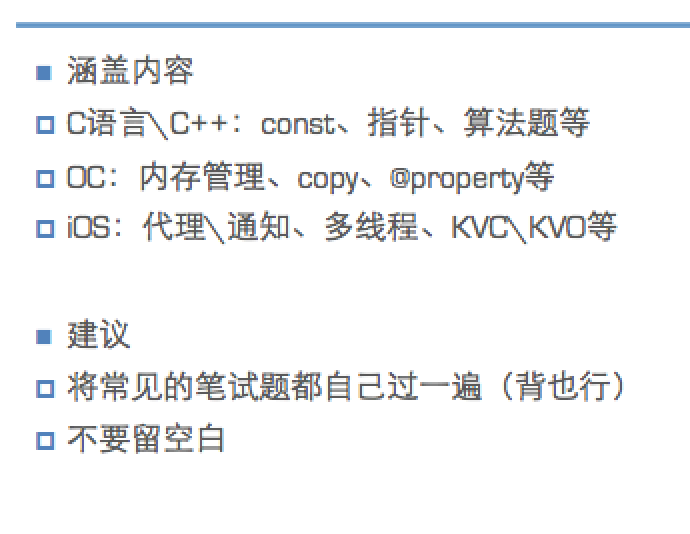 涵盖内容
C语言\C++：const、指针、算法题等
OC：内存管理、copy、@property等
iOS：代理\通知、多线程、KVC\KVO等
建议
将常见的笔试题都自己过一遍（背也行）
不要留空白